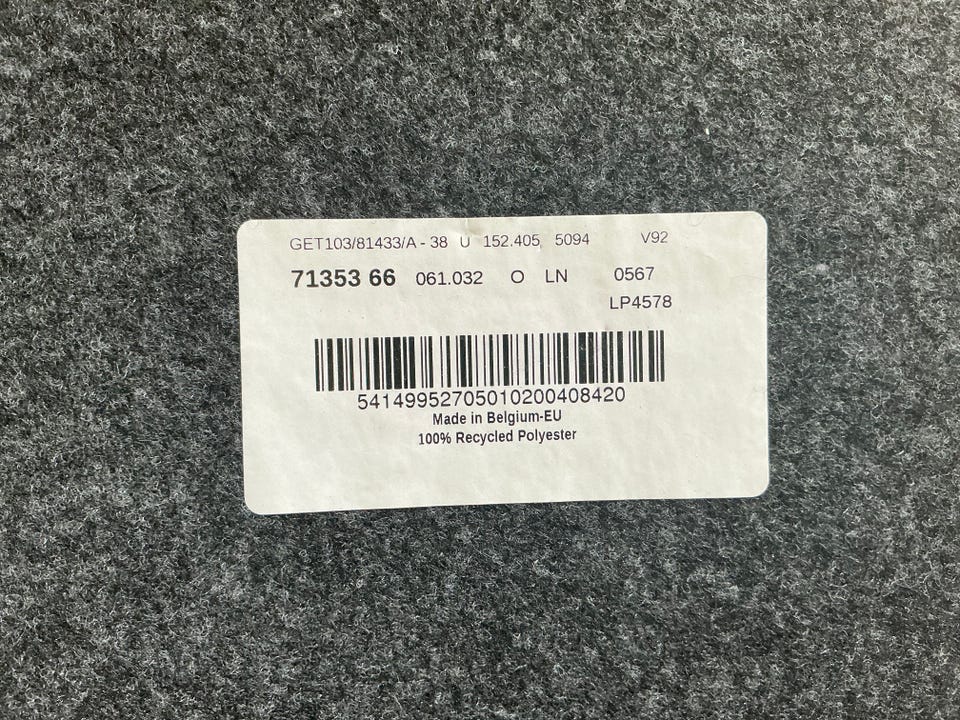 GET103/81433/A - 38 U 152.405 5094 V92
71353 66 061.032 O LN 0567
LP4578
54149952705010200408420
Made in Belgium-EU
100% Recycled Polyester